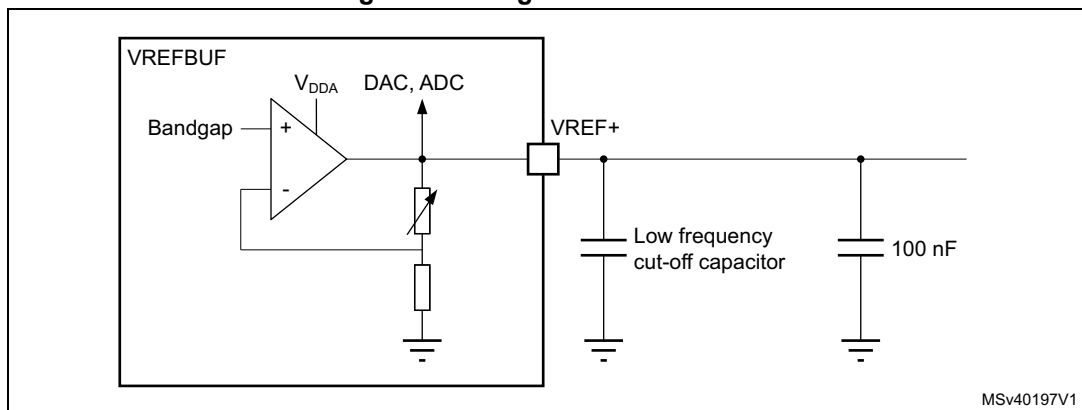 VREFBUF
VDDA
DAC, ADC
Bandgap
+
-
VREF+
Low frequency
cut-off capacitor
100 nF
MSv40197V1